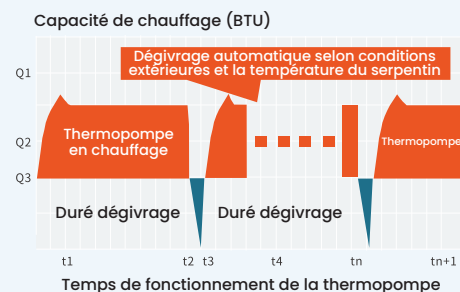 Capacité de chauffage (BTU)
Dégivrage automatique selon conditions
extérieures et la température du serpentin
Q1
Q2
Q3
Thermopompe
en chauffage
Thermopompe
Duré dégivrage
Duré dégivrage
t1
t2
t3
t4
tn
tn+1
Temps de fonctionnement de la thermopompe